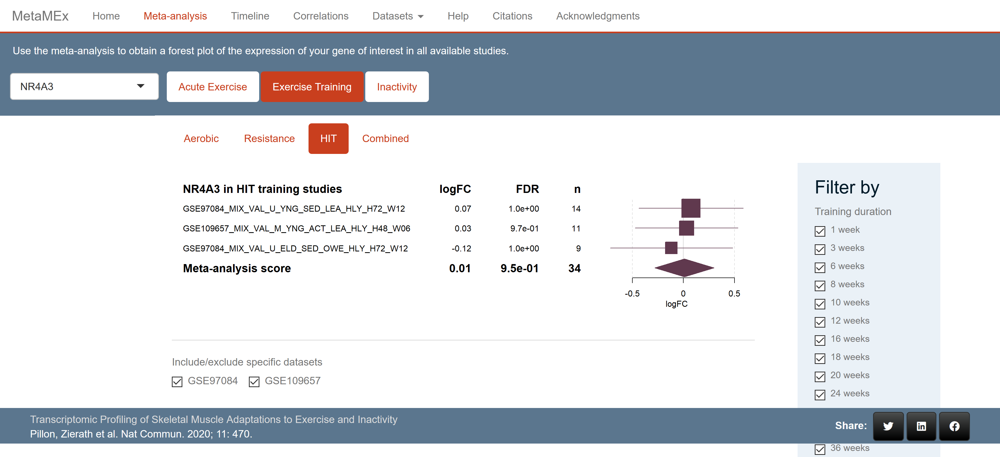 MetaMEx Home Meta-analysis Timeline Correlations Datasets Help Citations Acknowledgments
Use the meta-analysis to obtain a forest plot of the expression of your gene of interest in all available studies.
NR4A3 Acute Exercise Exercise Training Inactivity
Aerobic Resistance HIT Combined
NR4A3 in HIT training studies logFC FDR n
GSE97084_MIX_VAL_U_YNG_SED_LEA_HLY_H72_W12 0.07 1.0e+00 14
GSE109657_MIX_VAL_M_YNG_ACT_LEA_HLY_H48_W06 0.03 9.7e-01 11
GSE97084_MIX_VAL_U_ELD_SED_OWE_HLY_H72_W12 -0.12 1.0e+00 9
Meta-analysis score 0.01 9.5e-01 34
-0.5 0 0.5
logFC
Include/exclude specific datasets
GSE97084 GSE109657
Filter by
Training duration
1 week
3 weeks
6 weeks
8 weeks
10 weeks
12 weeks
16 weeks
18 weeks
20 weeks
24 weeks
Transcriptomic Profiling of Skeletal Muscle Adaptations to Exercise and Inactivity
Pillon, Zierath et al. Nat Commun. 2020; 11: 470.
Share: in
36 weeks